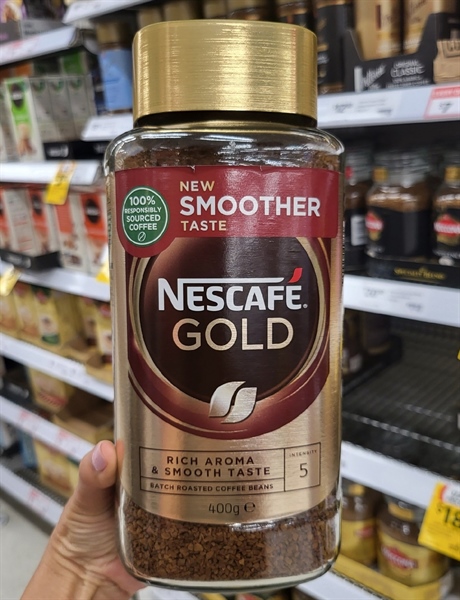 NEW
SMOOTHER
TASTE
100%
RESPONSIBLY
SOURCED
COFFEE
NESCAFÉ.
GOLD
RICH AROMA
& SMOOTH TASTE
BATCH ROASTED COFFEE BEANS
INTENSITY
5
400g e
CLASSIC